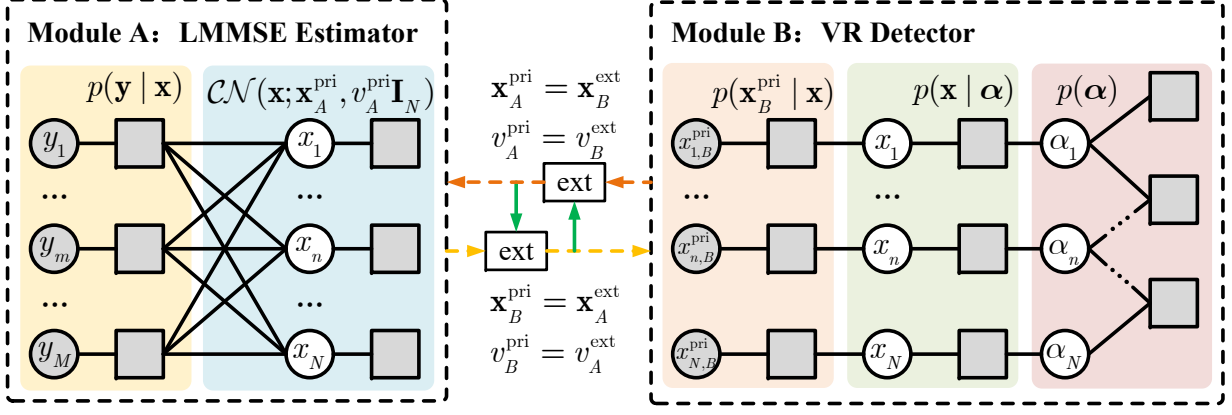 Module A： LMMSE Estimator
p(y | x)
𝒞𝒩(x; x_A^pri, v_A^pri I_N)
y_1
x_1
...
...
y_m
x_n
...
...
y_M
x_N
x_A^pri = x_B^ext
v_A^pri = v_B^ext
ext
ext
x_B^pri = x_A^ext
v_B^pri = v_A^ext
Module B： VR Detector
p(x_B^pri | x)
p(x | α)
p(α)
x_{1,B}^pri
x_1
α_1
...
...
...
x_{n,B}^pri
x_n
α_n
x_{N,B}^pri
x_N
α_N